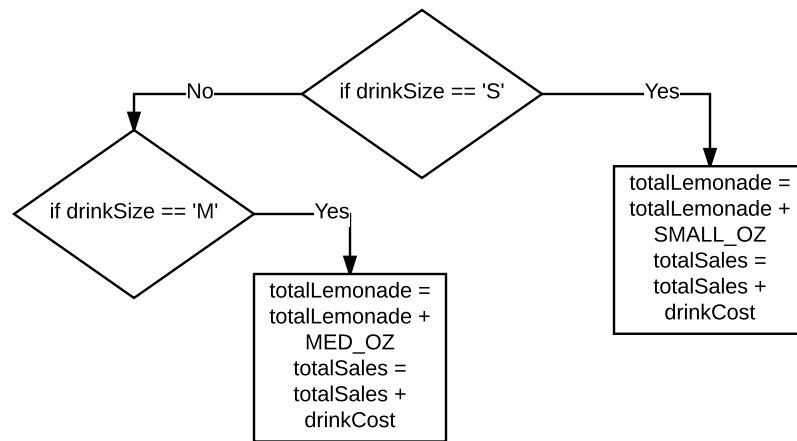 if drinkSize == 'S'
No
Yes
if drinkSize == 'M'
Yes
totalLemonade =
totalLemonade +
SMALL_OZ
totalSales =
totalSales +
drinkCost
totalLemonade =
totalLemonade +
MED_OZ
totalSales =
totalSales +
drinkCost